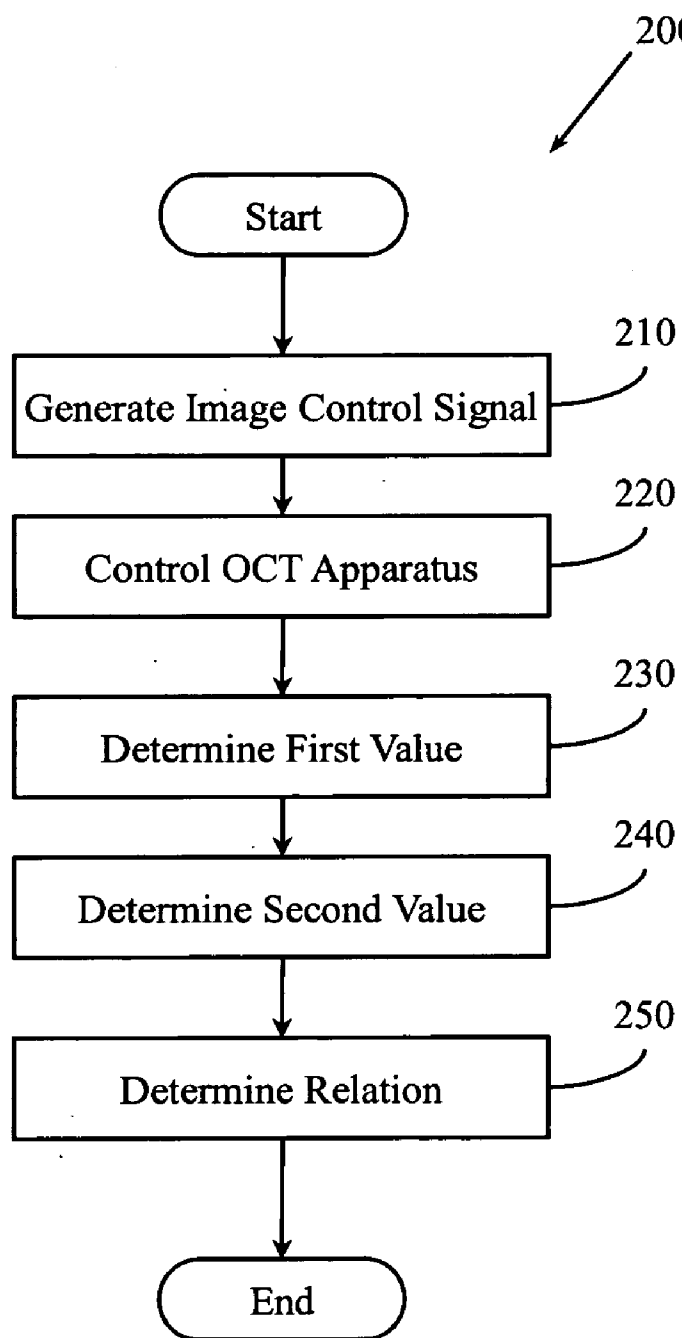 200
Start
210
Generate Image Control Signal
220
Control OCT Apparatus
230
Determine First Value
240
Determine Second Value
250
Determine Relation
End